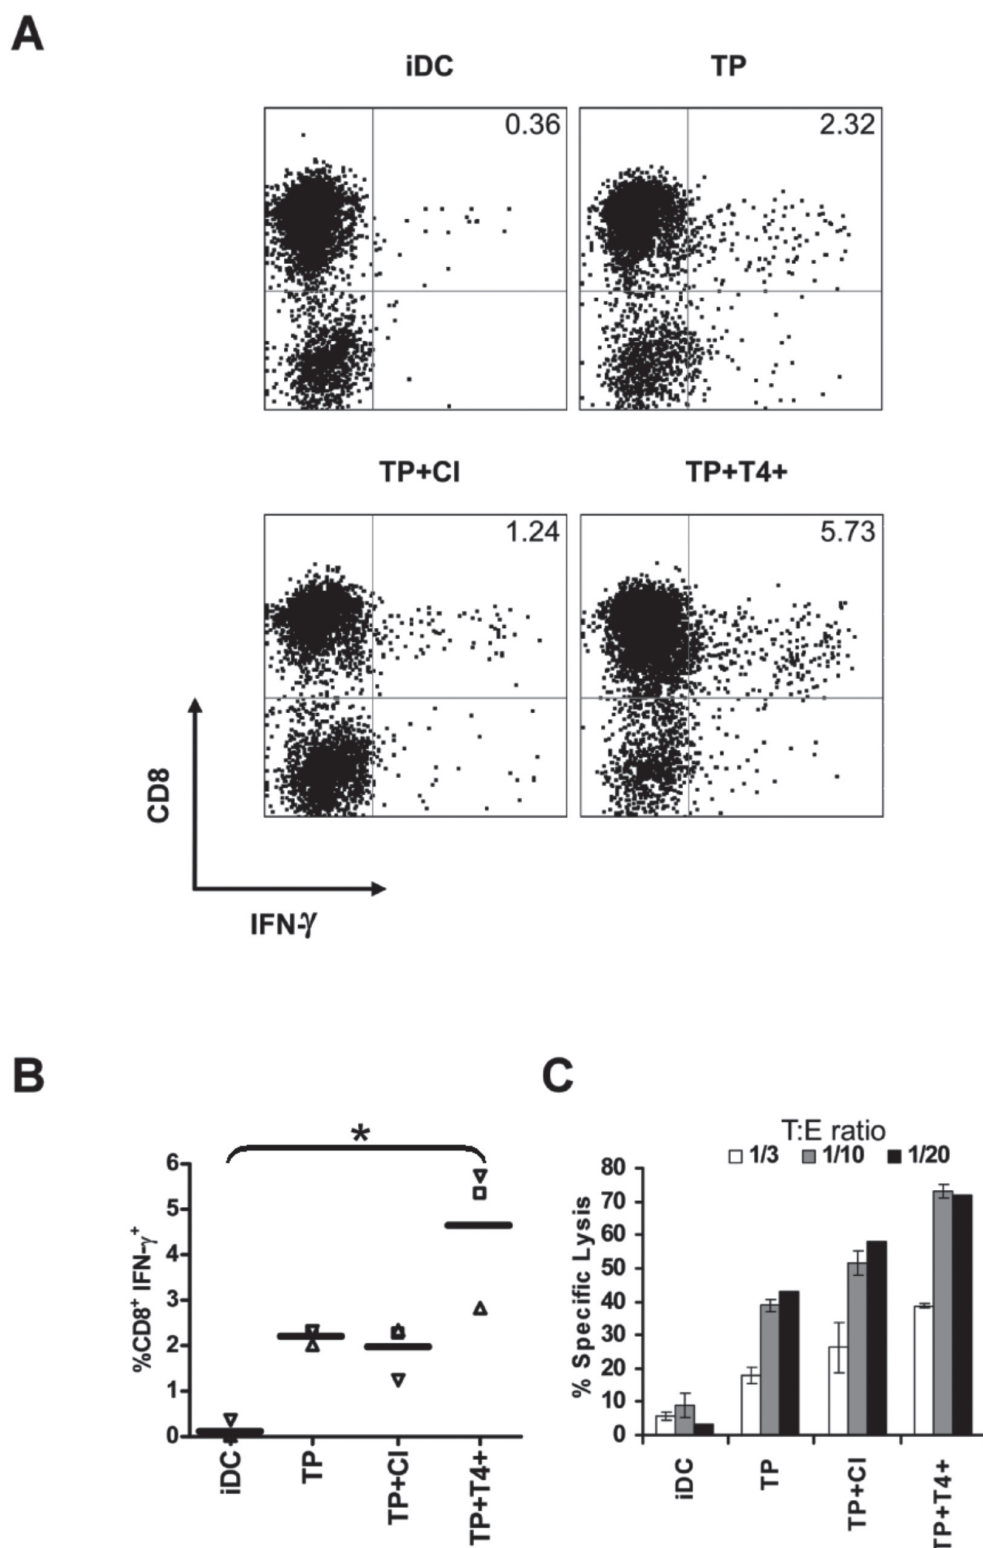 A
iDC TP
0.36 2.32
TP+CI TP+T4+
1.24 5.73
CD8
IFN-γ
B
*
6
5
4
3
2
1
0
%CD8+ IFN-γ+
iDC TP TP+CI TP+T4+
C
T:E ratio
1/3 1/10 1/20
80
70
60
50
40
30
20
10
0
% Specific Lysis
iDC TP TP+CI TP+T4+